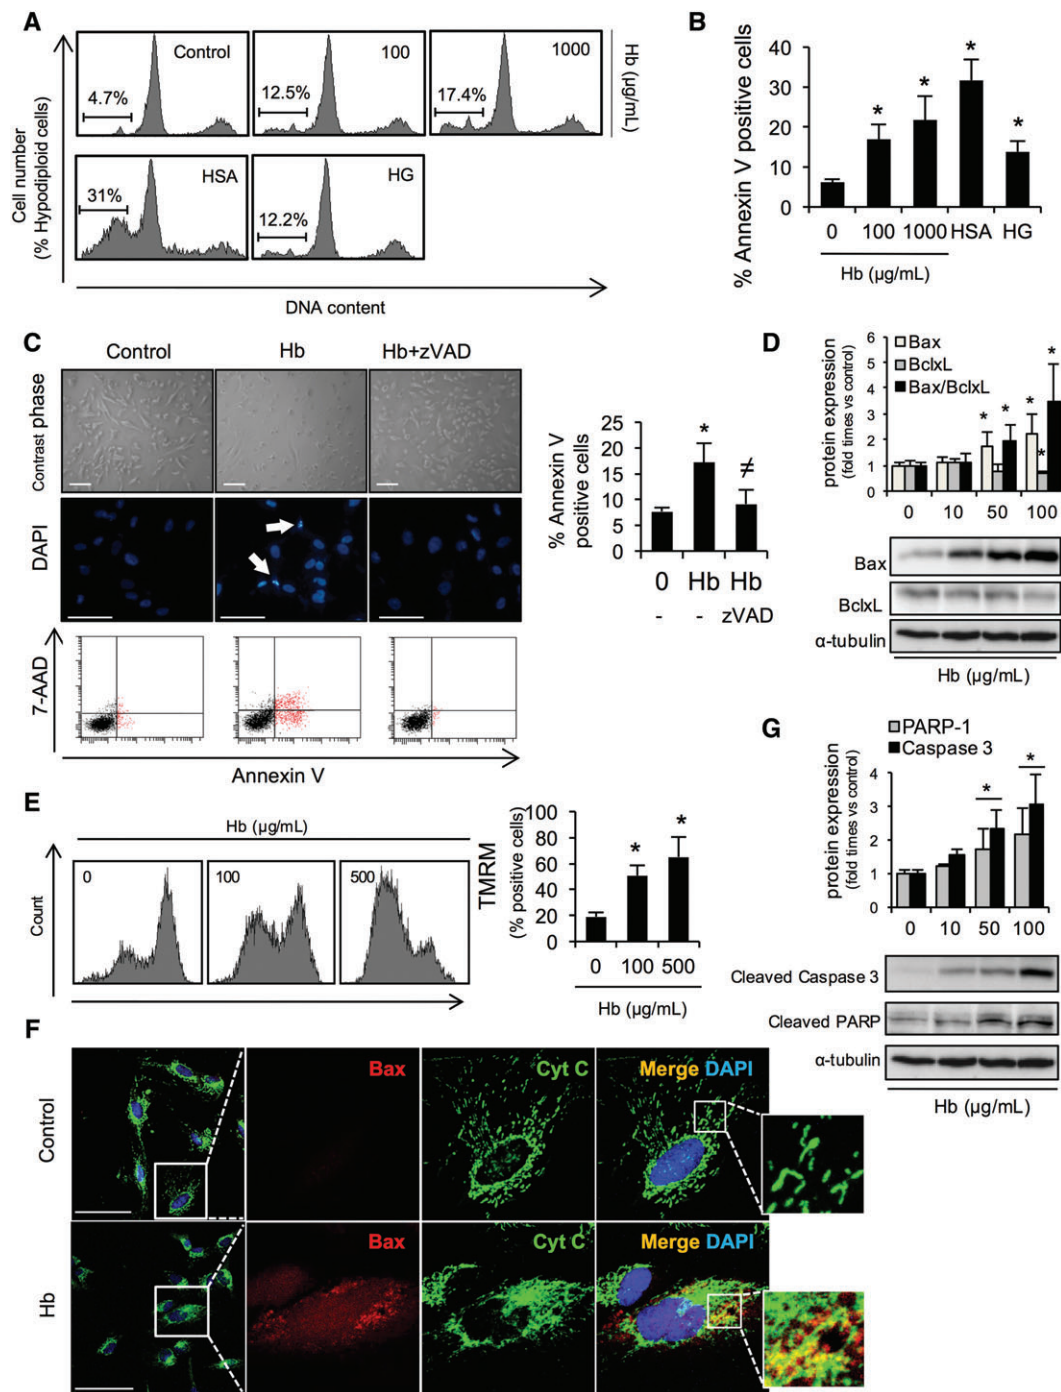 A
Cell number
(% Hypodiploid cells)
Control
4.7%
100
12.5%
1000
17.4%
Hb (µg/mL)
HSA
31%
HG
12.2%
DNA content
B
% Annexin V positive cells
50
40
30
20
10
0
* * * *
0 100 1000 HSA HG
Hb (µg/mL)
C
Control Hb Hb+zVAD
Contrast phase
DAPI
7-AAD
Annexin V
% Annexin V
positive cells
25
20
15
10
5
0
* ≠
0 Hb Hb
- - zVAD
D
protein expression
(fold times vs control)
Bax
BclxL
Bax/BclxL
6
5
4
3
2
1
0
* * * * *
0 10 50 100
Bax
BclxL
α-tubulin
Hb (µg/mL)
E
Hb (µg/mL)
Count
0 100 500
TMRM
(% positive cells)
100
80
60
40
20
0
* *
0 100 500
Hb (µg/mL)
G
PARP-1
Caspase 3
protein expression
(fold times vs control)
4
3
2
1
0
* *
0 10 50 100
Cleaved Caspase 3
Cleaved PARP
α-tubulin
Hb (µg/mL)
F
Control
Bax Cyt C Merge DAPI
Hb
Bax Cyt C Merge DAPI